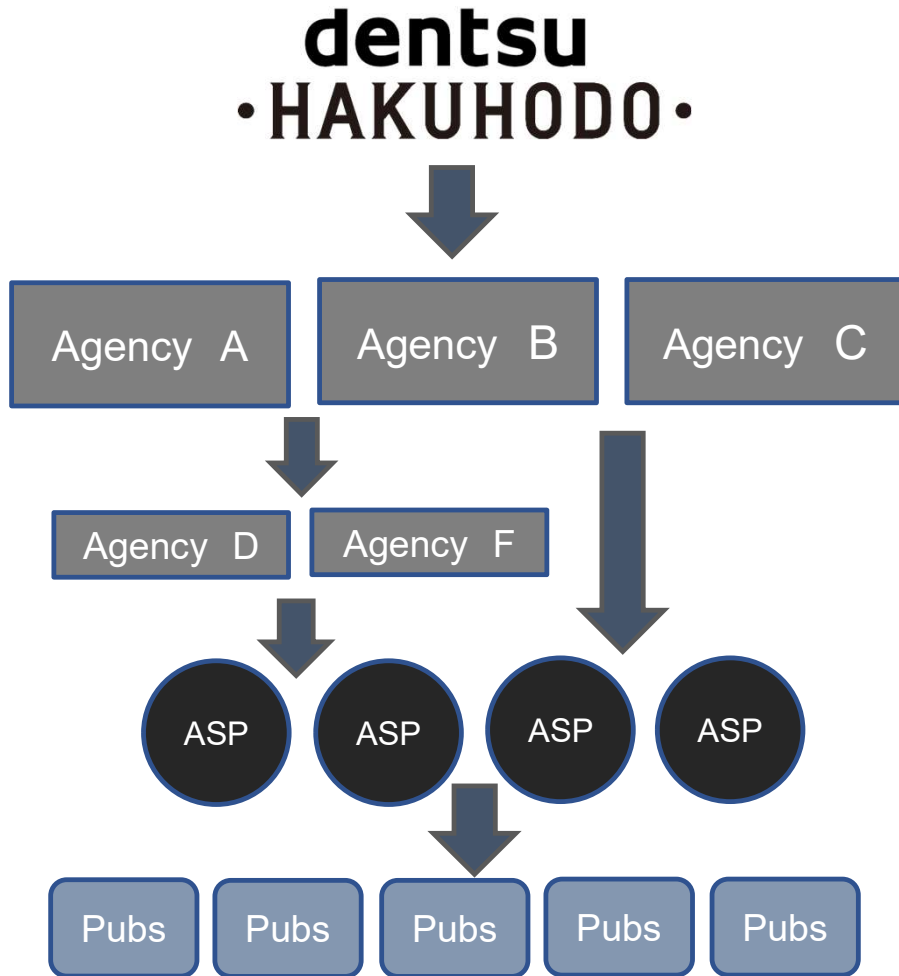 dentsu
•HAKUHODO•
Agency A
Agency B
Agency C
Agency D
Agency F
ASP
ASP
ASP
ASP
Pubs
Pubs
Pubs
Pubs
Pubs